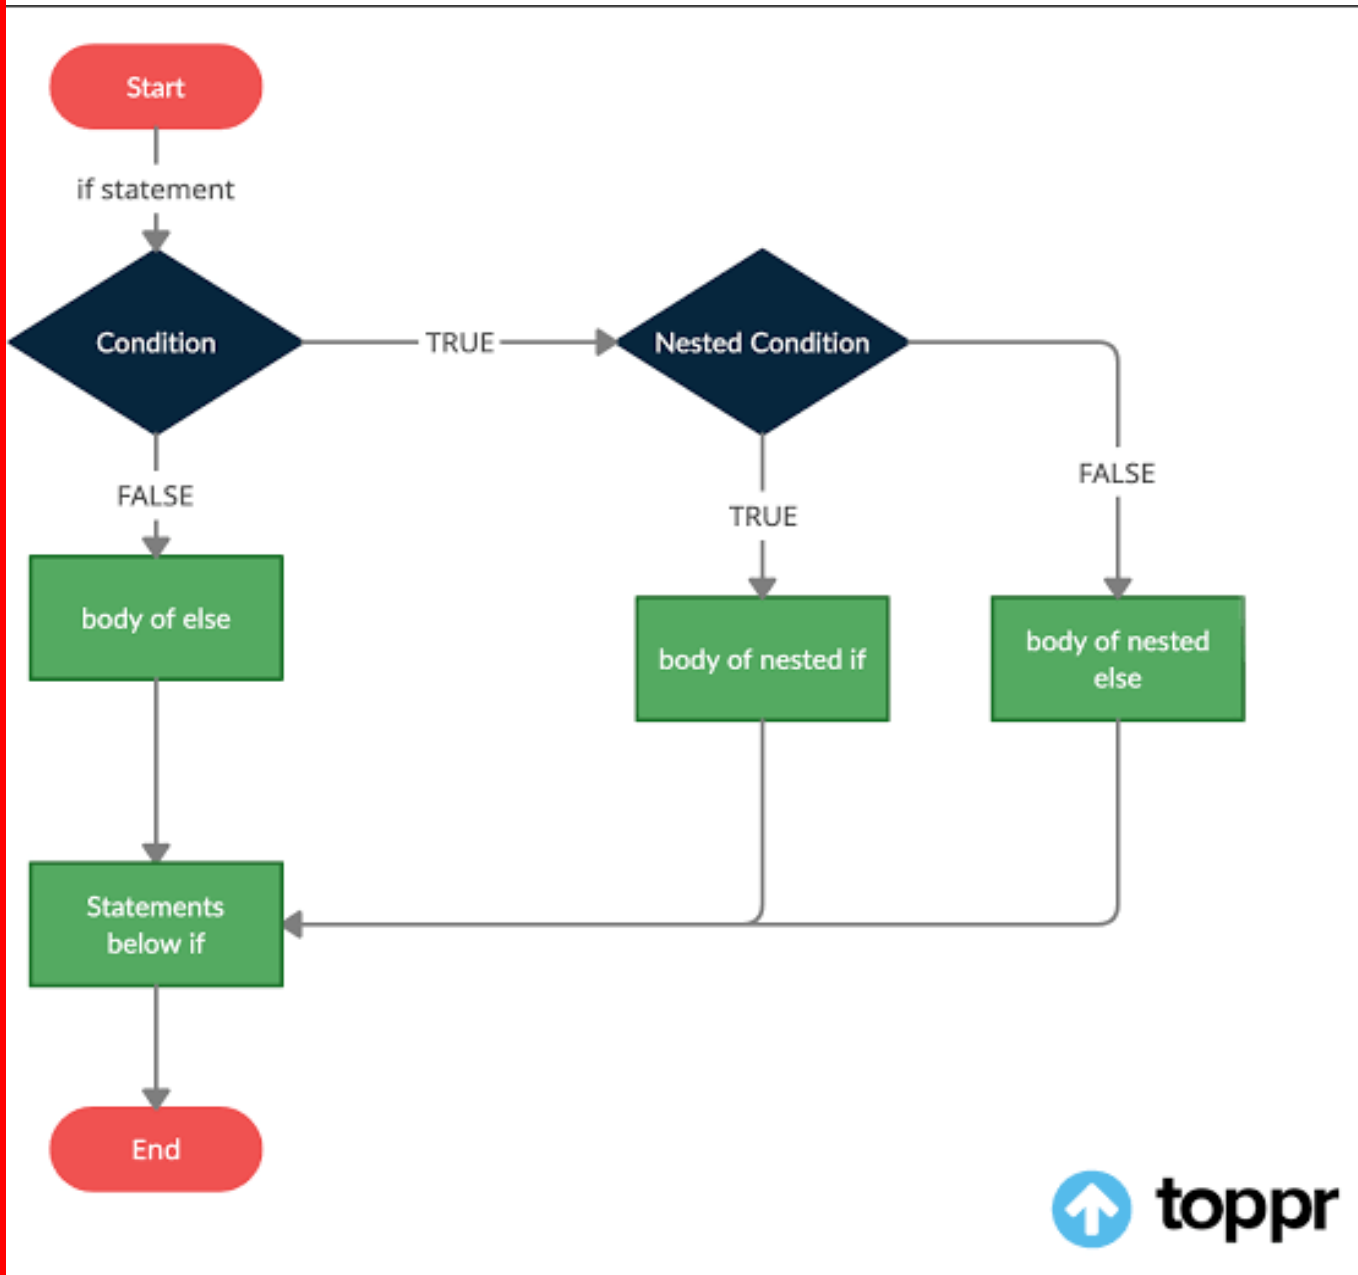 Start
if statement
Condition
TRUE
Nested Condition
FALSE
FALSE
TRUE
body of else
body of nested if
body of nested
else
Statements
below if
End
toppr